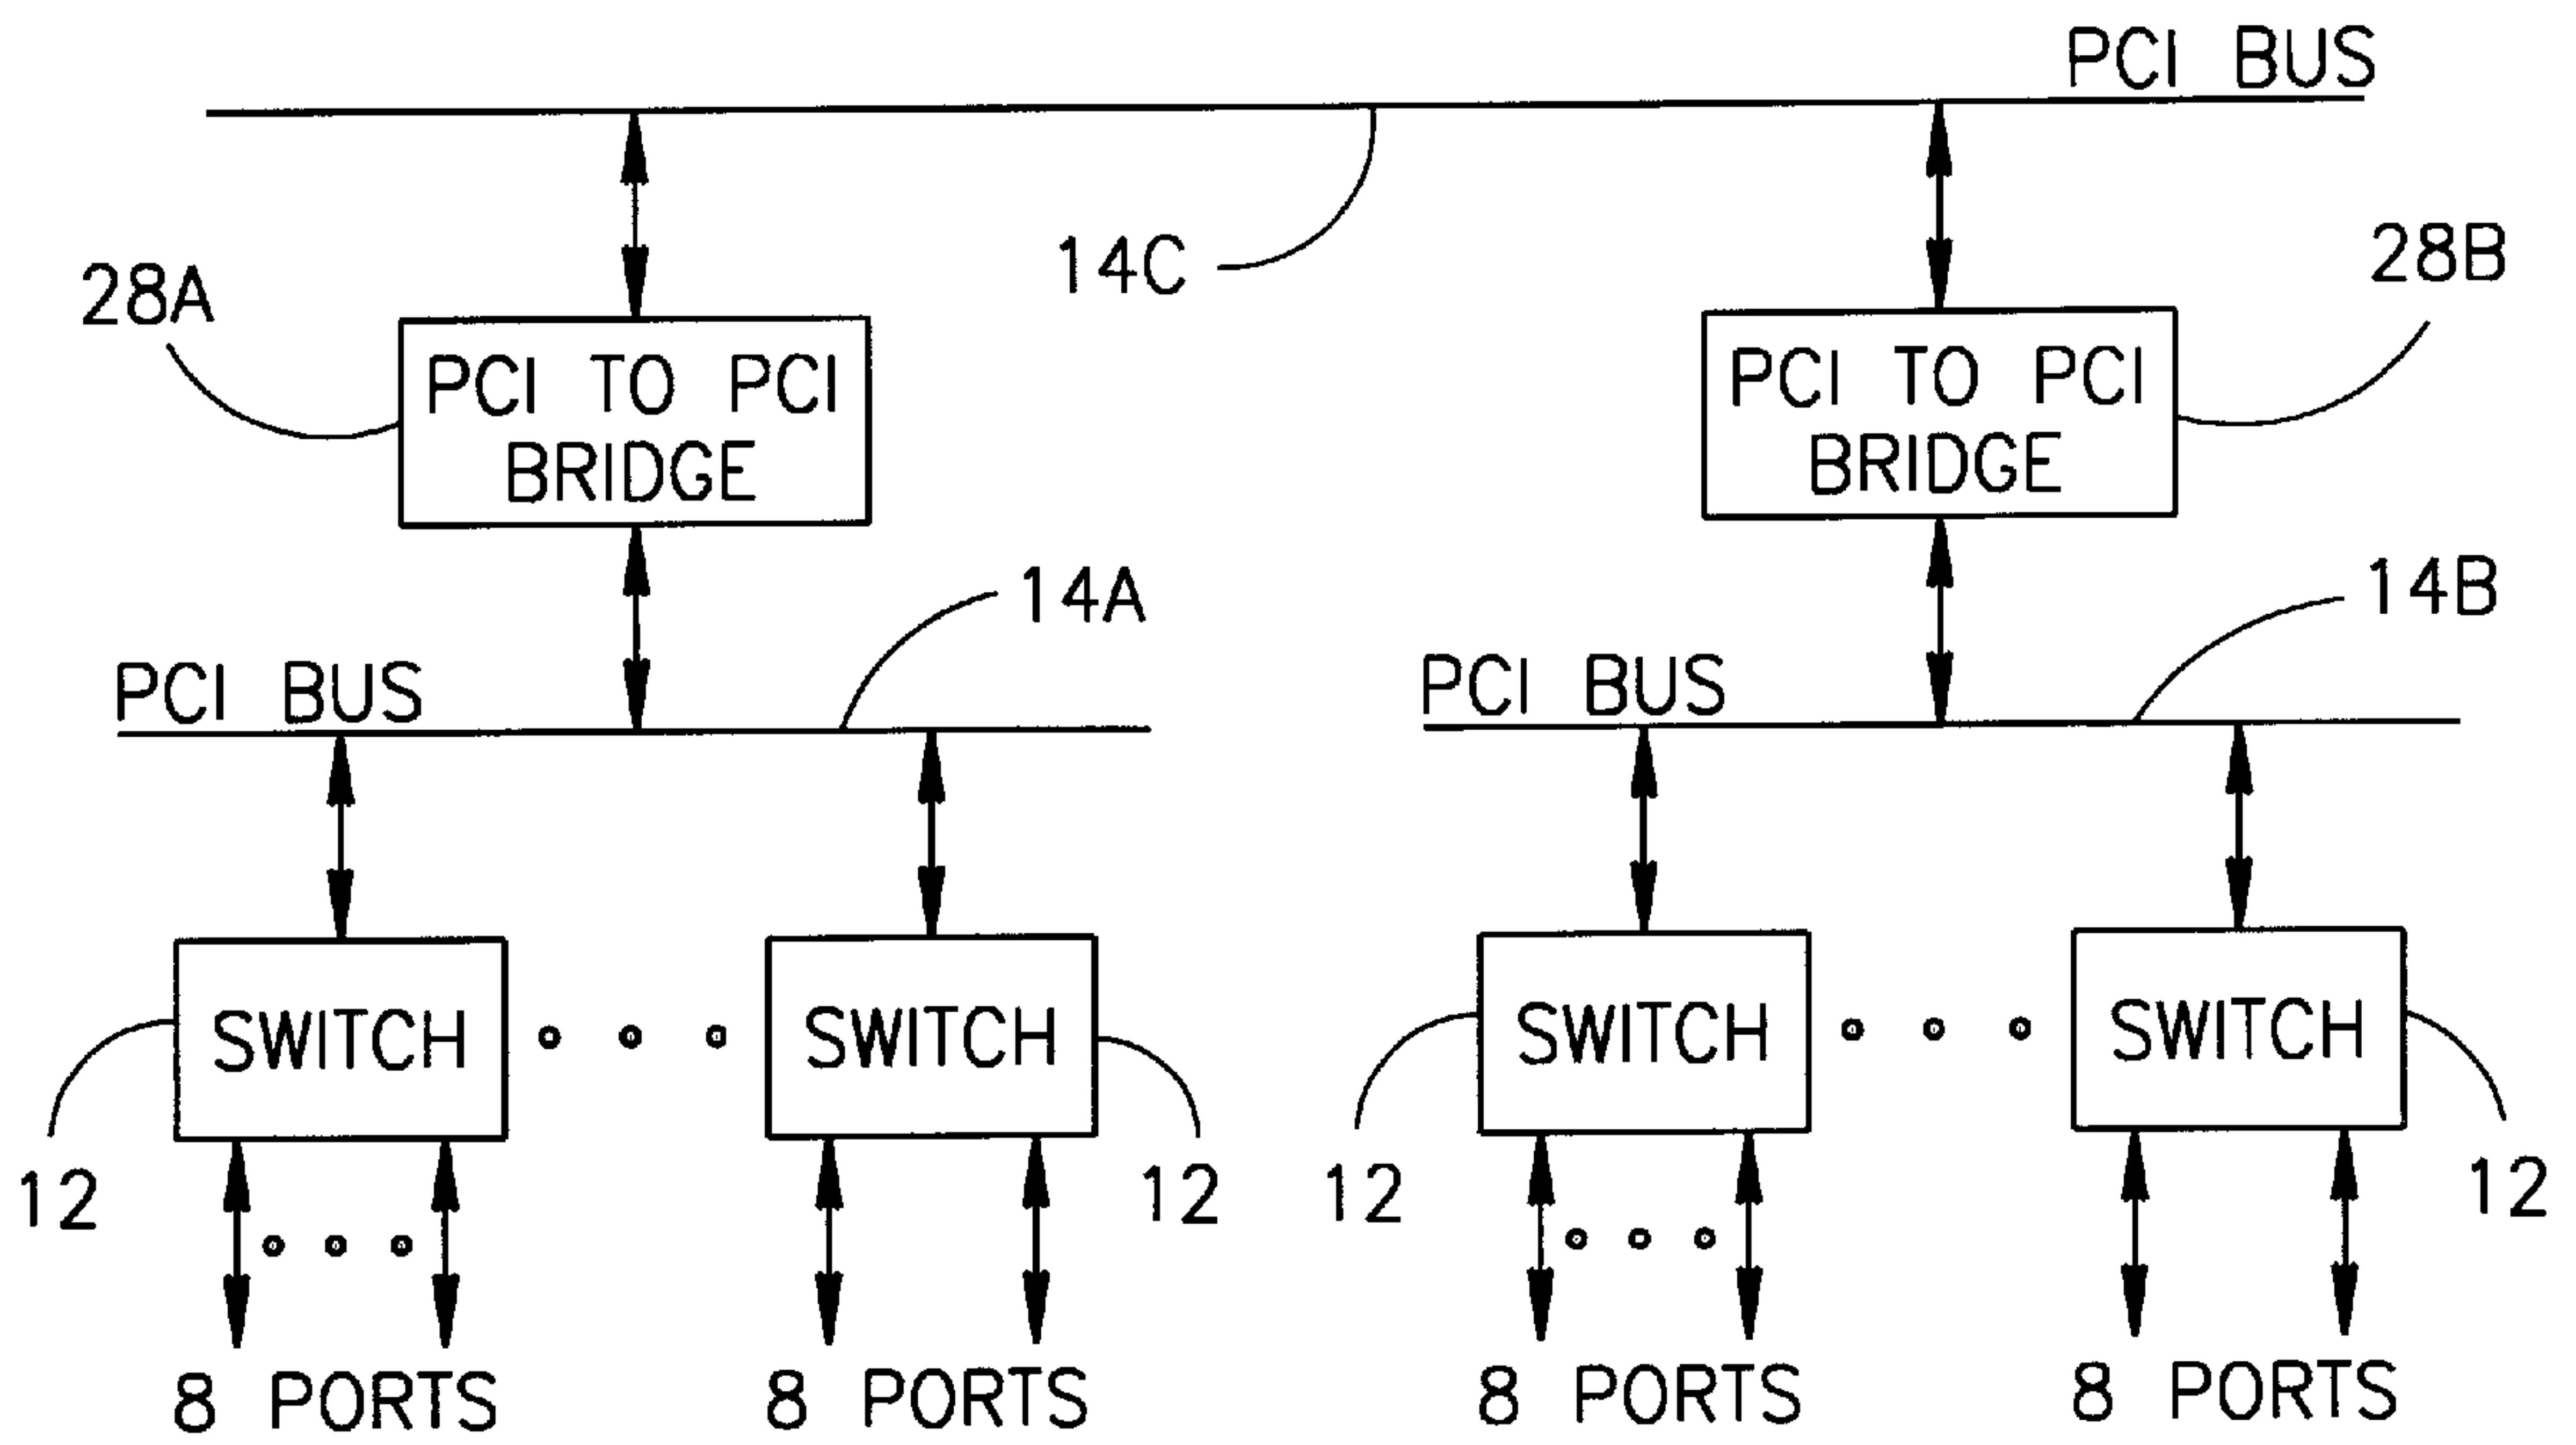 PCI BUS
14C
28A
28B
PCI TO PCI
BRIDGE
PCI TO PCI
BRIDGE
14A
14B
PCI BUS
PCI BUS
SWITCH
SWITCH
SWITCH
SWITCH
12
12
12
12
8 PORTS
8 PORTS
8 PORTS
8 PORTS